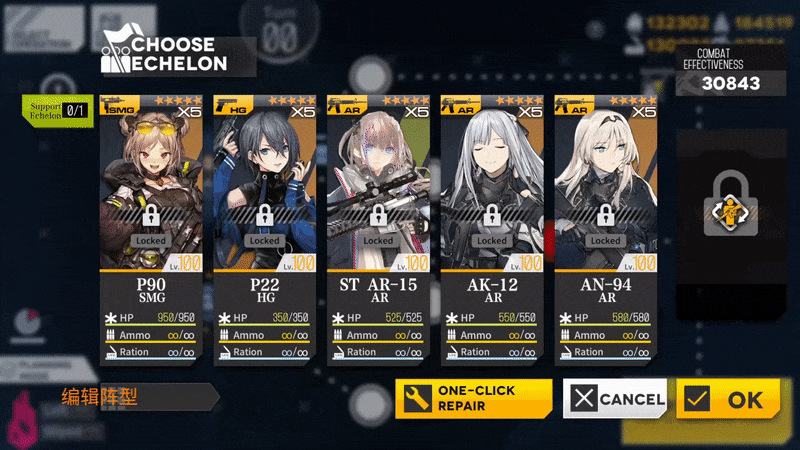 Turn
00
132302
184519
CHOOSE
ECHELON
COMBAT
EFFECTIVENESS
30843
Support
Echelon
0/1
SMG
X5
HG
X5
AR
X5
AR
X5
AR
X5
Locked
Locked
Locked
Locked
Locked
Lv.100
Lv.100
Lv.100
Lv.100
Lv.100
P90
SMG
P22
HG
ST AR-15
AR
AK-12
AR
AN-94
AR
HP 950/950
HP 350/350
HP 525/525
HP 550/550
HP 580/580
Ammo ∞/∞
Ammo ∞/∞
Ammo ∞/∞
Ammo ∞/∞
Ammo ∞/∞
Ration ∞/∞
Ration ∞/∞
Ration ∞/∞
Ration ∞/∞
Ration ∞/∞
编辑阵型
ONE-CLICK
REPAIR
CANCEL
OK